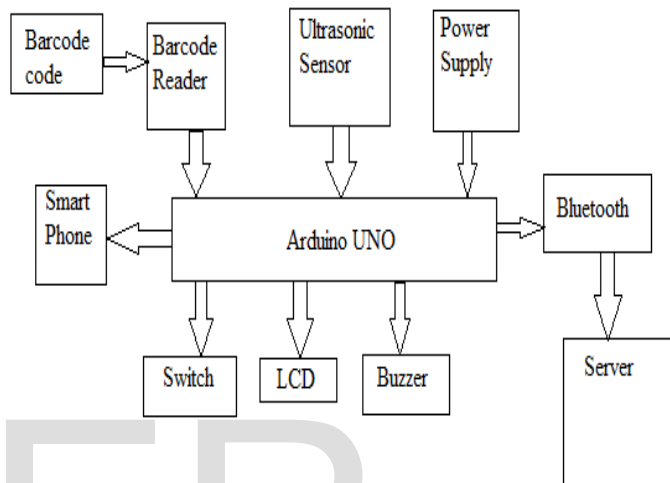 Barcode
code
Barcode
Reader
Ultrasonic
Sensor
Power
Supply
Smart
Phone
Arduino UNO
Bluetooth
Switch
LCD
Buzzer
Server